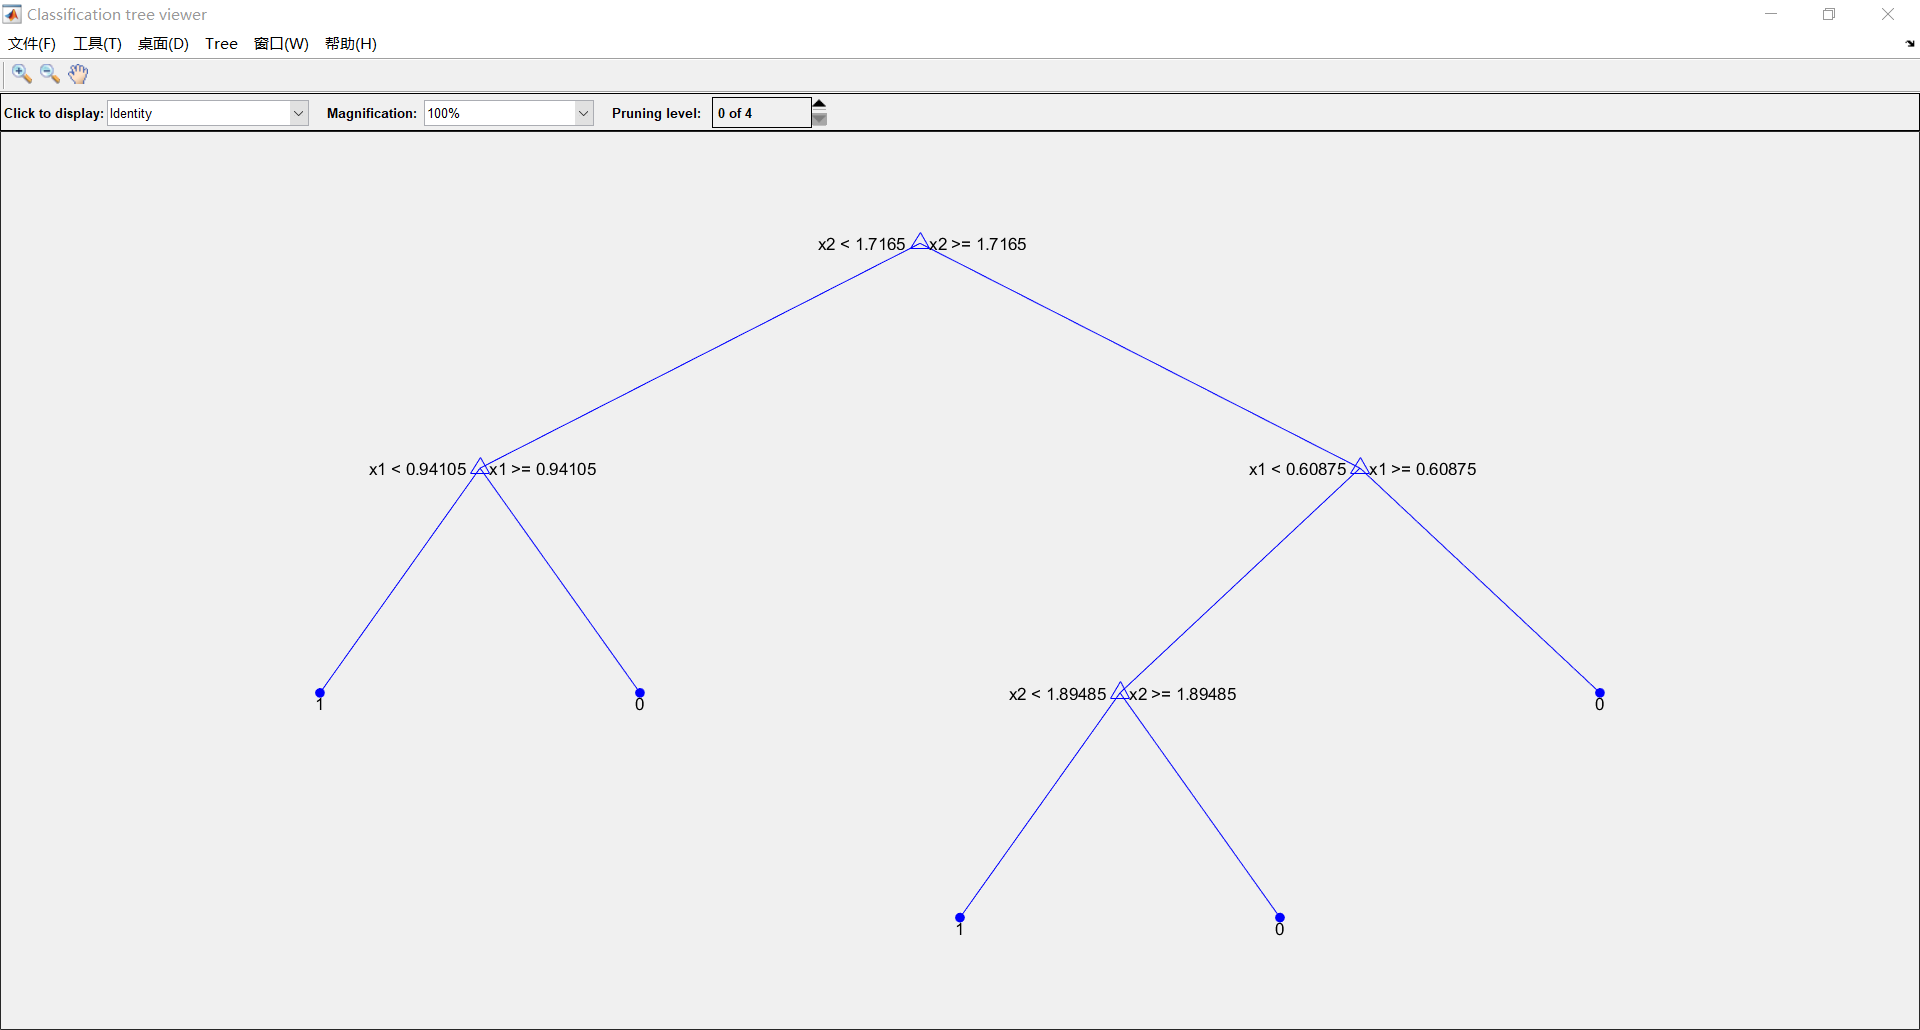 Classification tree viewer
文件(F) 工具(T) 桌面(D) Tree 窗口(W) 帮助(H)
Click to display: Identity Magnification: 100% Pruning level: 0 of 4
x2 < 1.7165 x2 >= 1.7165
x1 < 0.94105 x1 >= 0.94105 x1 < 0.60875 x1 >= 0.60875
1 0 x2 < 1.89485 x2 >= 1.89485 0
1 0